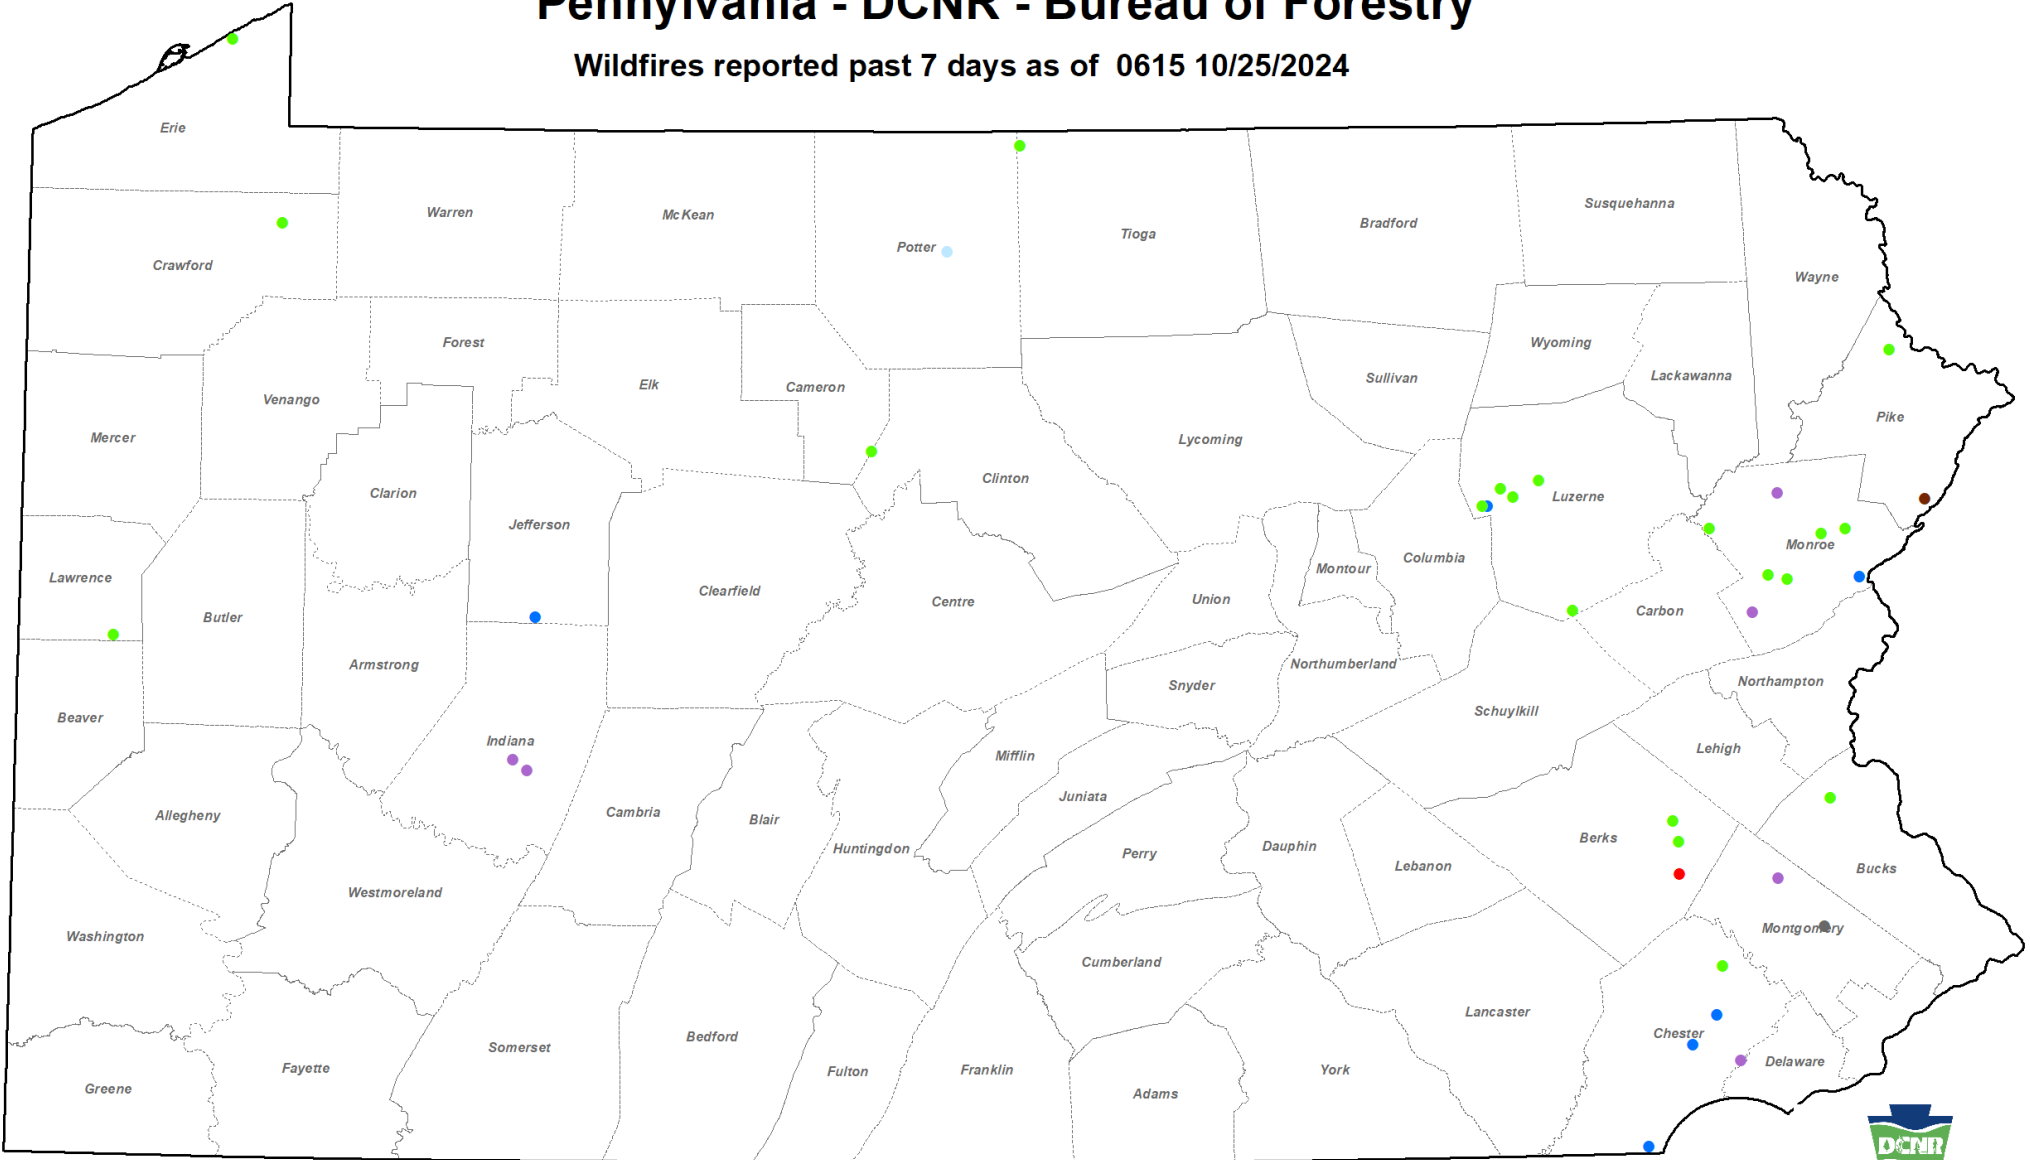 Pennylvania - DCNR - Bureau of Forestry
Wildfires reported past 7 days as of 0615 10/25/2024
Erie
Warren
McKean
Potter
Tioga
Bradford
Susquehanna
Wayne
Crawford
Forest
Elk
Cameron
Sullivan
Wyoming
Lackawanna
Pike
Mercer
Venango
Clarion
Jefferson
Clinton
Lycoming
Luzerne
Monroe
Lawrence
Butler
Armstrong
Clearfield
Centre
Union
Montour
Columbia
Carbon
Northumberland
Snyder
Schuylkill
Northampton
Lehigh
Beaver
Indiana
Allegheny
Cambria
Blair
Huntingdon
Mifflin
Juniata
Perry
Dauphin
Lebanon
Berks
Bucks
Montgomery
Westmoreland
Washington
Cumberland
Lancaster
Chester
Delaware
Greene
Fayette
Somerset
Bedford
Fulton
Franklin
Adams
York
DCNR